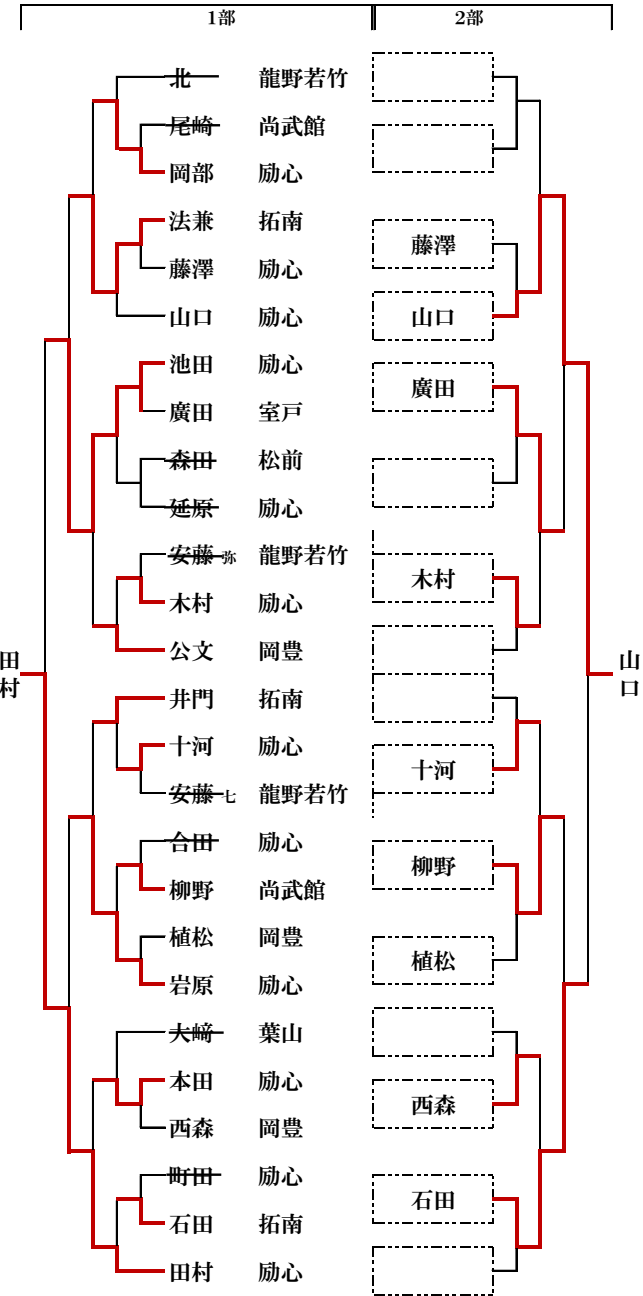 1部 2部
北 龍野若竹
尾崎 尚武館
岡部 励心
法兼 拓南
藤澤 励心 藤澤
山口 励心 山口
池田 励心
廣田 室戸 廣田
森田 松前
延原 励心
安藤 弥 龍野若竹
木村 励心 木村
公文 岡豊
田村 山口
井門 拓南
十河 励心 十河
安藤 七 龍野若竹
合田 励心
柳野 尚武館 柳野
植松 岡豊 植松
岩原 励心
大﨑 葉山
本田 励心
西森 岡豊 西森
町田 励心
石田 拓南 石田
田村 励心